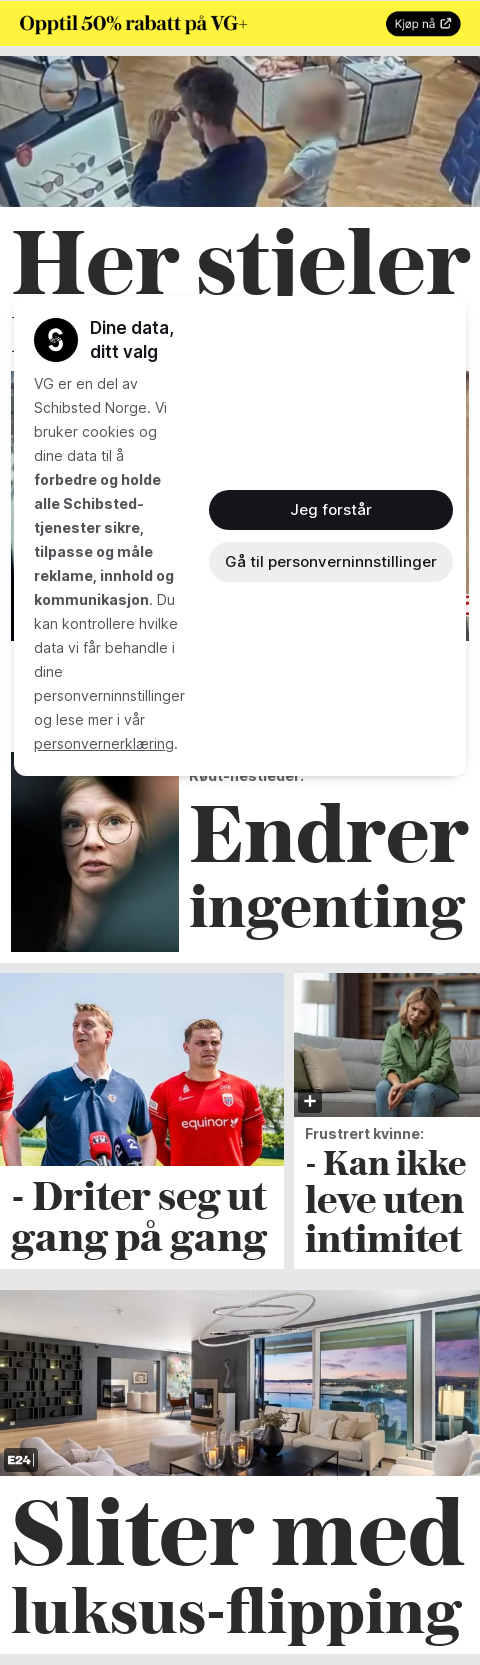 Opptil 50% rabatt på VG+
Kjøp nå
Her stjeler
Dine data,
ditt valg
VG er en del av
Schibsted Norge. Vi
bruker cookies og
dine data til å
forbedre og holde
alle Schibsted-
tjenester sikre,
tilpasse og måle
reklame, innhold og
kommunikasjon. Du
kan kontrollere hvilke
data vi får behandle i
dine
personverninnstillinger
og lese mer i vår
personvernerklæring.
Jeg forstår
Gå til personverninnstillinger
Rødt-nestleder:
Endrer
ingenting
equinor
- Driter seg ut
gang på gang
Frustrert kvinne:
- Kan ikke
leve uten
intimitet
E24
Sliter med
luksus-flipping